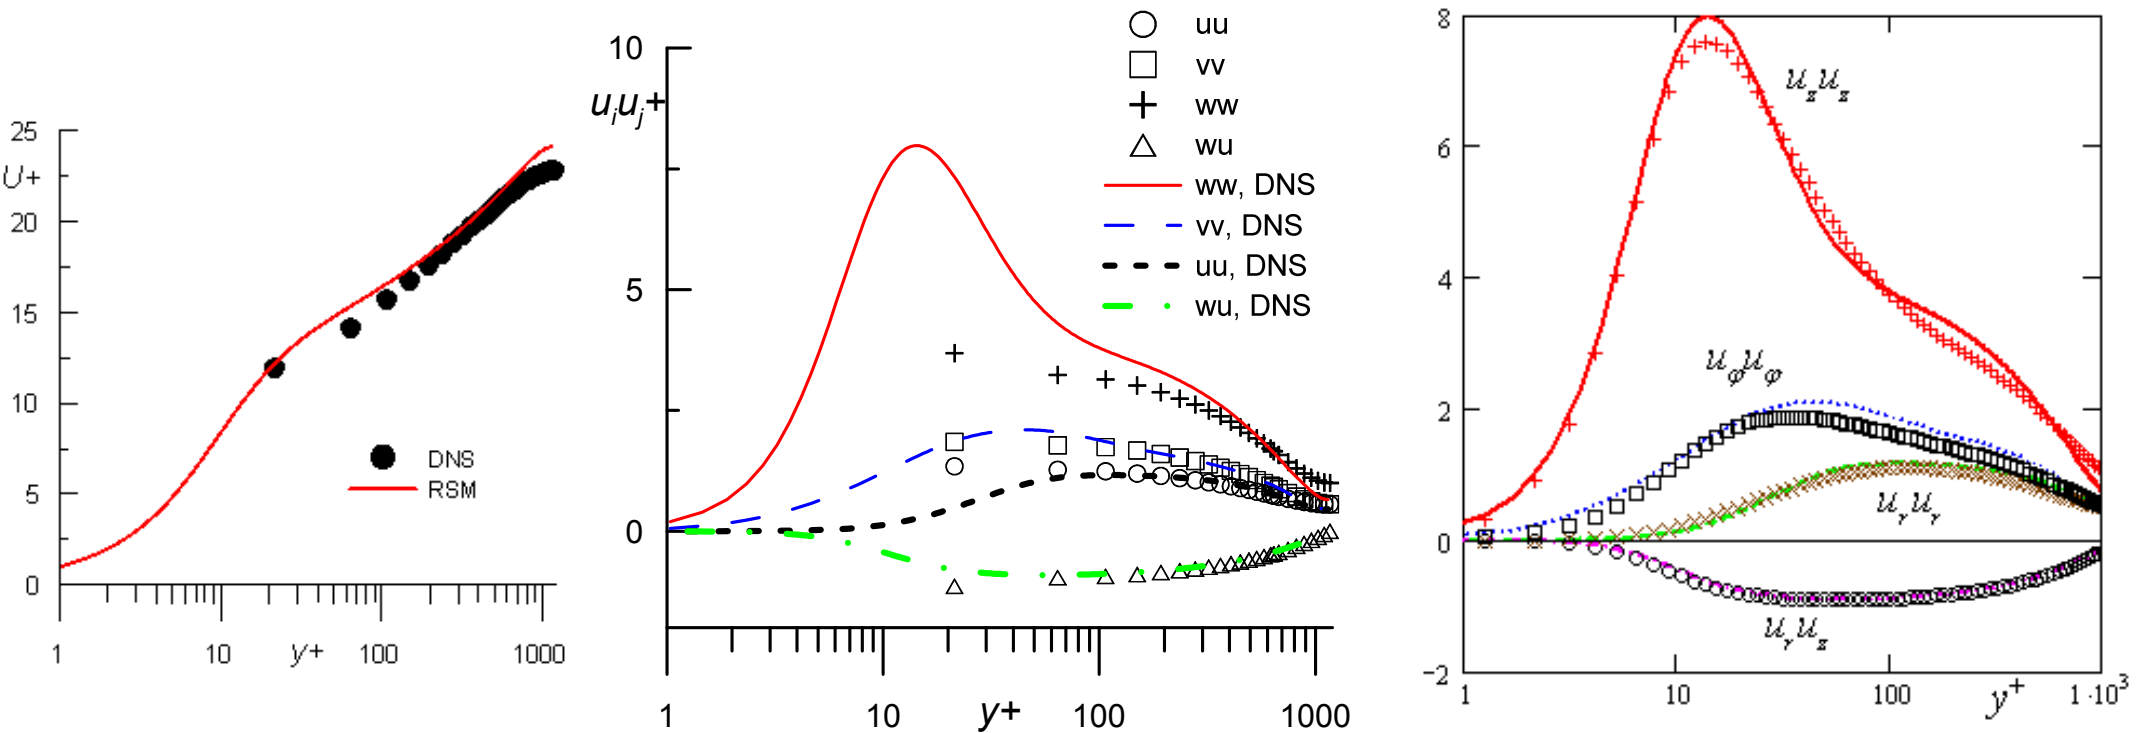 25
U+
20
15
10
5
0
DNS
RSM
1
10
y+
100
1000
10
uiuj+
5
0
uu
vv
ww
wu
ww, DNS
vv, DNS
uu, DNS
wu, DNS
1
10
y+
100
1000
8
6
4
2
0
−2
uzuz
uφuφ
urur
uruz
1
10
100
y+
1·10³